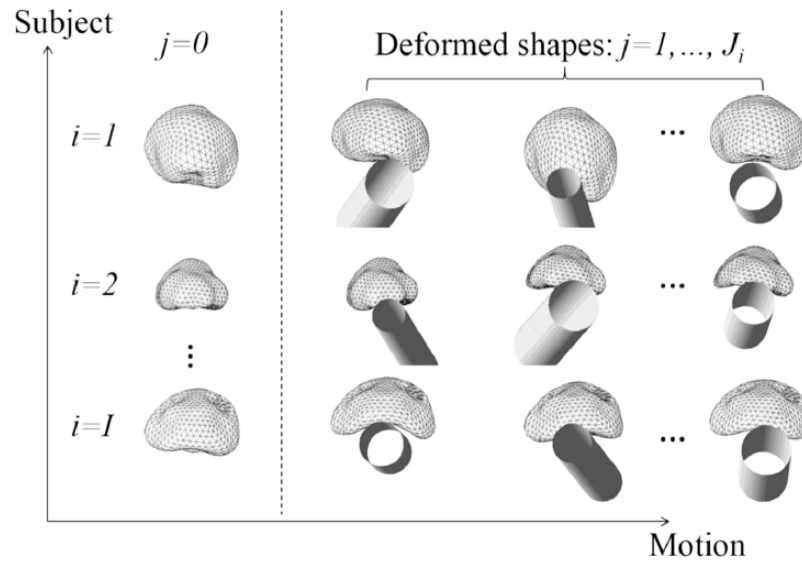 Subject
j=0
Deformed shapes: j=1, ..., J_i
i=1
...
i=2
...
⋮
i=I
...
Motion